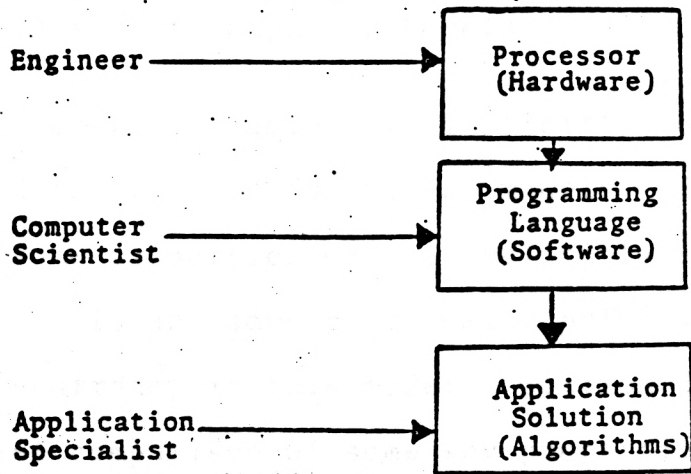 Engineer
Processor
(Hardware)
Computer
Scientist
Programming
Language
(Software)
Application
Specialist
Application
Solution
(Algorithms)